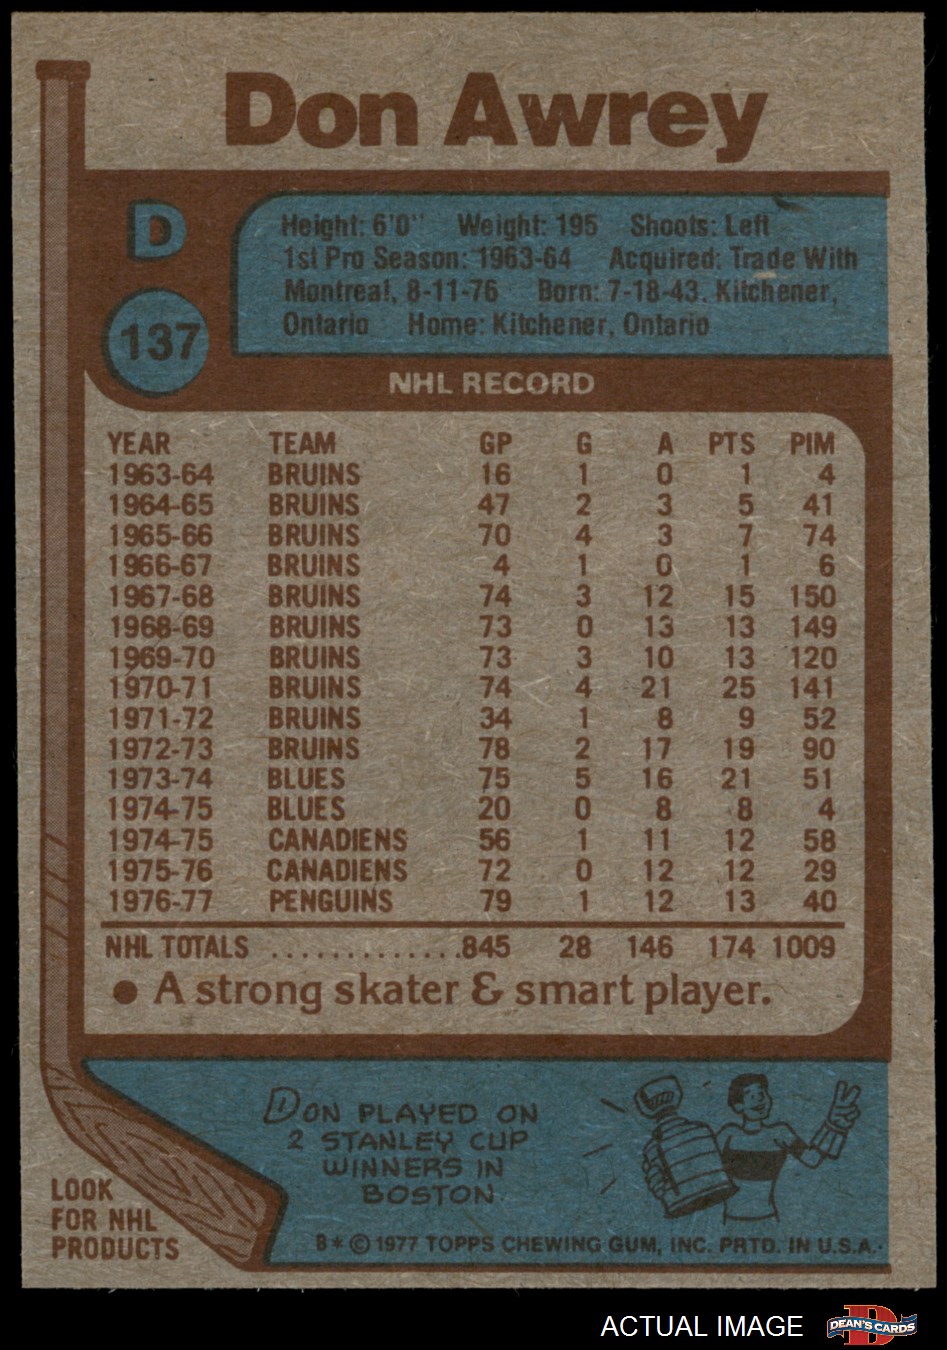 Don Awrey
D
137
Height: 6'0" Weight: 195 Shoots: Left
1st Pro Season: 1963-64 Acquired: Trade With
Montreal, 8-11-76 Born: 7-18-43, Kitchener,
Ontario Home: Kitchener, Ontario
NHL RECORD
YEAR TEAM GP G A PTS PIM
1963-64 BRUINS 16 1 0 1 4
1964-65 BRUINS 47 2 3 5 41
1965-66 BRUINS 70 4 3 7 74
1966-67 BRUINS 4 1 0 1 6
1967-68 BRUINS 74 3 12 15 150
1968-69 BRUINS 73 0 13 13 149
1969-70 BRUINS 73 3 10 13 120
1970-71 BRUINS 74 4 21 25 141
1971-72 BRUINS 34 1 8 9 52
1972-73 BRUINS 78 2 17 19 90
1973-74 BLUES 75 5 16 21 51
1974-75 BLUES 20 0 8 8 4
1974-75 CANADIENS 56 1 11 12 58
1975-76 CANADIENS 72 0 12 12 29
1976-77 PENGUINS 79 1 12 13 40
NHL TOTALS .............845 28 146 174 1009
● A strong skater & smart player.
DON PLAYED ON
2 STANLEY CUP
WINNERS IN
BOSTON
LOOK
FOR NHL
PRODUCTS
B* © 1977 TOPPS CHEWING GUM, INC. PRTD. IN U.S.A.
ACTUAL IMAGE
D
DEAN'S CARDS